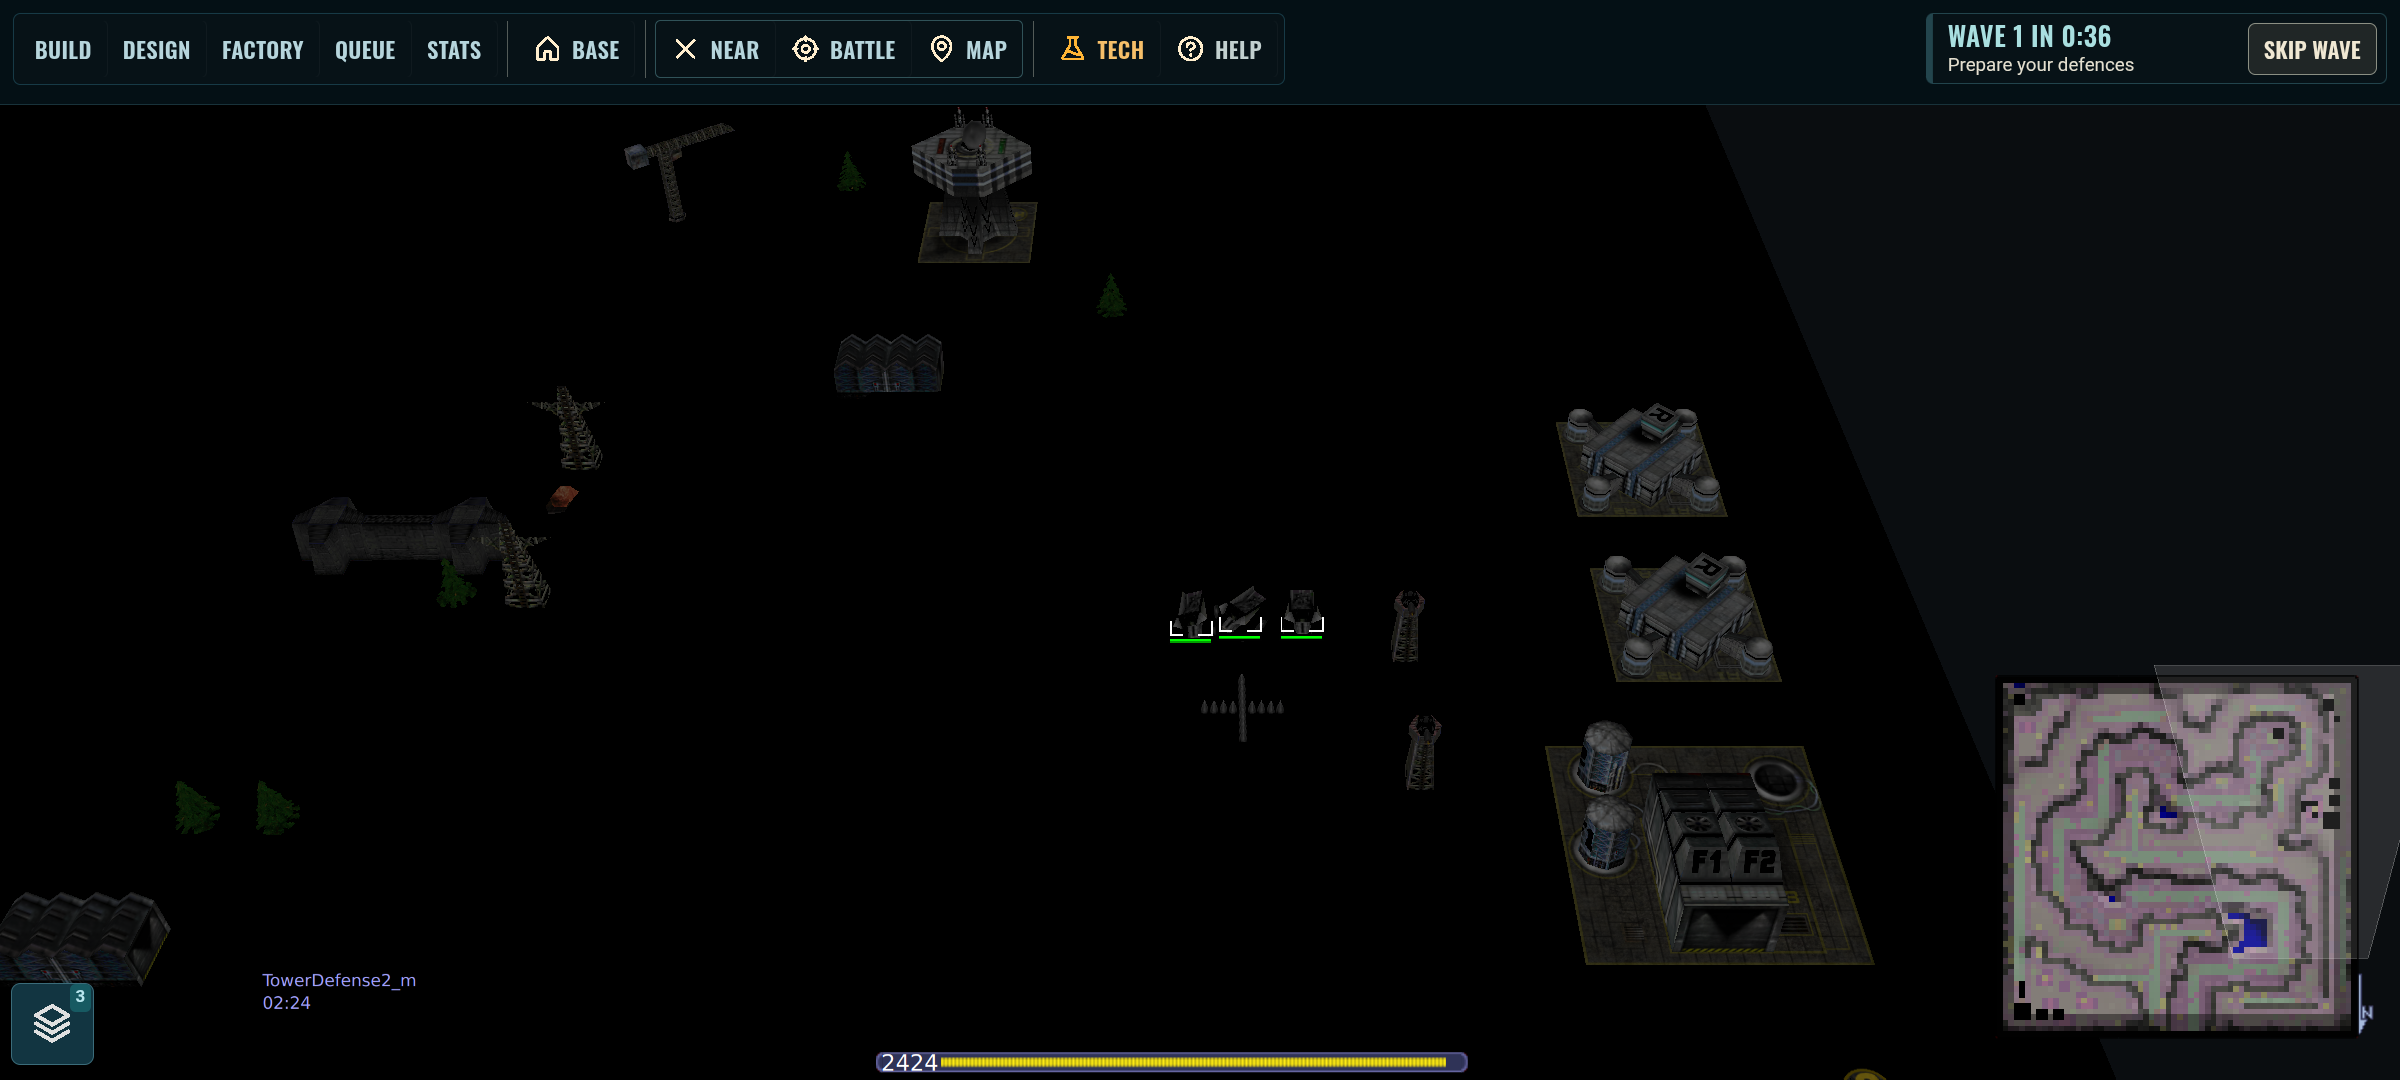 BUILD DESIGN FACTORY QUEUE STATS BASE NEAR BATTLE MAP TECH HELP
WAVE 1 IN 0:36
Prepare your defences
SKIP WAVE
R
R
F1 F2
TowerDefense2_m
02:24
3
N
2424